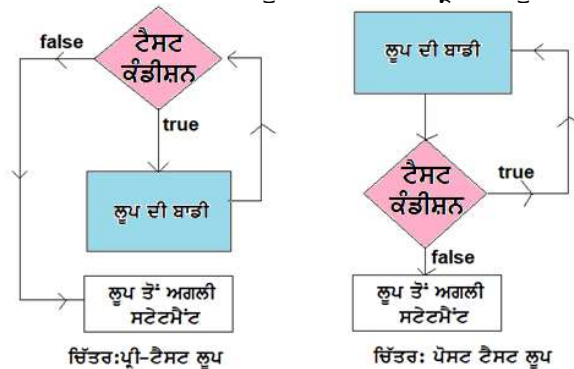 false
ਟੈਸਟ
ਕੰਡੀਸ਼ਨ
true
ਲੂਪ ਦੀ ਬਾਡੀ
ਲੂਪ ਤੋਂ ਅਗਲੀ
ਸਟੇਟਮੈਂਟ
ਚਿੱਤਰ:ਪ੍ਰੀ-ਟੈਸਟ ਲੂਪ
ਲੂਪ ਦੀ ਬਾਡੀ
ਟੈਸਟ
ਕੰਡੀਸ਼ਨ
true
false
ਲੂਪ ਤੋਂ ਅਗਲੀ
ਸਟੇਟਮੈਂਟ
ਚਿੱਤਰ: ਪੋਸਟ ਟੈਸਟ ਲੂਪ